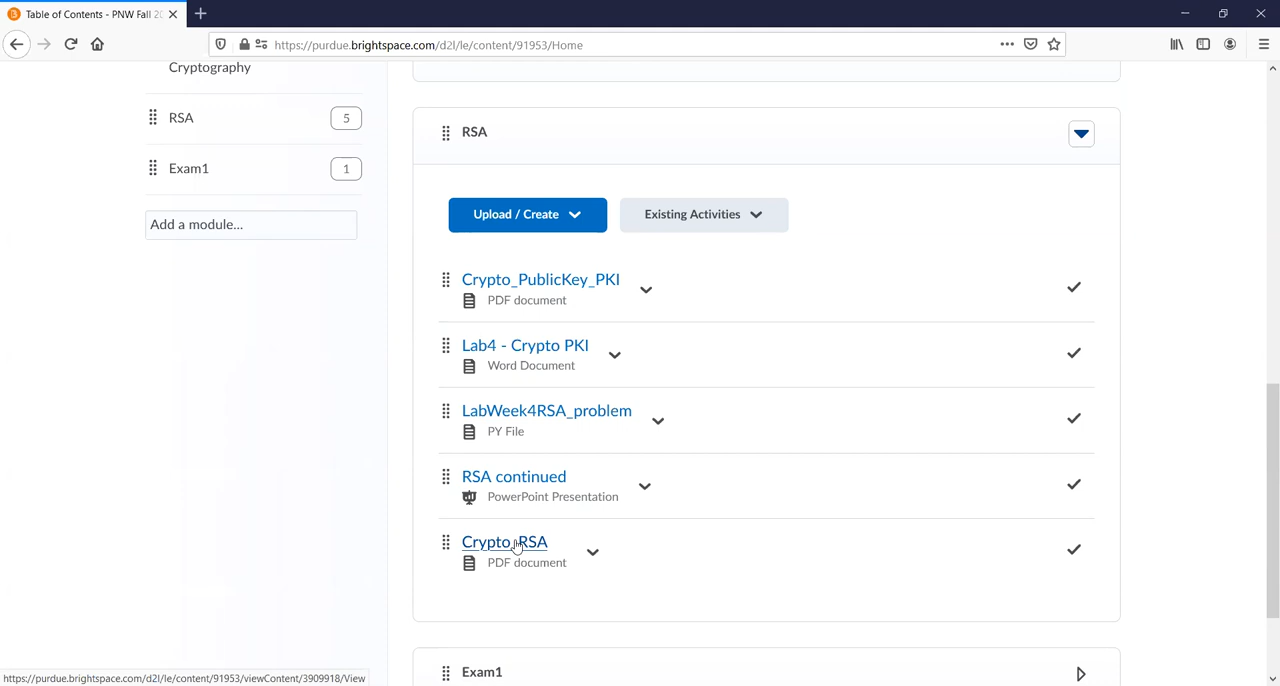 Table of Contents - PNW Fall 20
https://purdue.brightspace.com/d2l/le/content/91953/Home
Cryptography
RSA
5
Exam1
1
Add a module...
RSA
Upload / Create
Existing Activities
Crypto_PublicKey_PKI
PDF document
Lab4 - Crypto PKI
Word Document
LabWeek4RSA_problem
PY File
RSA continued
PowerPoint Presentation
Crypto_RSA
PDF document
Exam1
https://purdue.brightspace.com/d2l/le/content/91953/viewContent/3909918/View